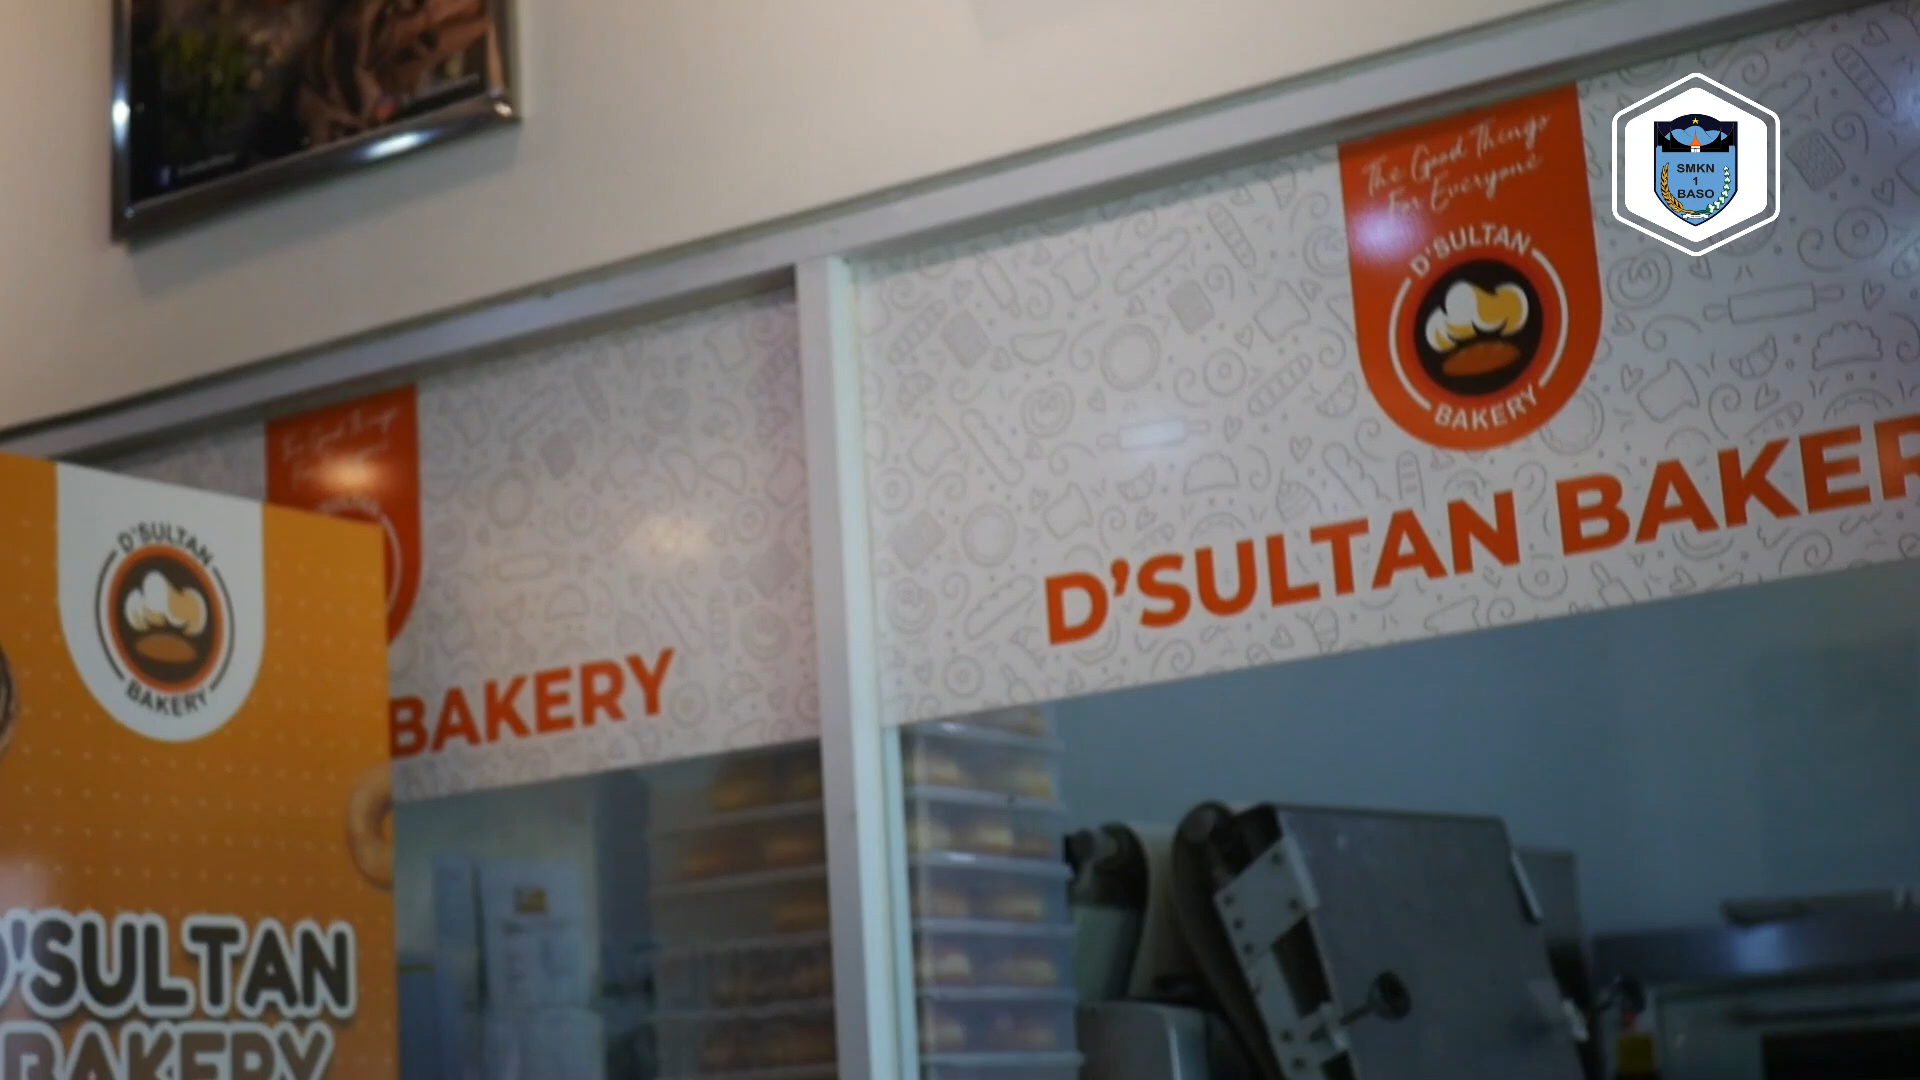 The Good Things
For Everyone
D'SULTAN
BAKERY
D'SULTAN BAKER
SMKN
1
BASO
BAKERY
D'SULTAN
BAKERY
D'SULTAN
BAKERY